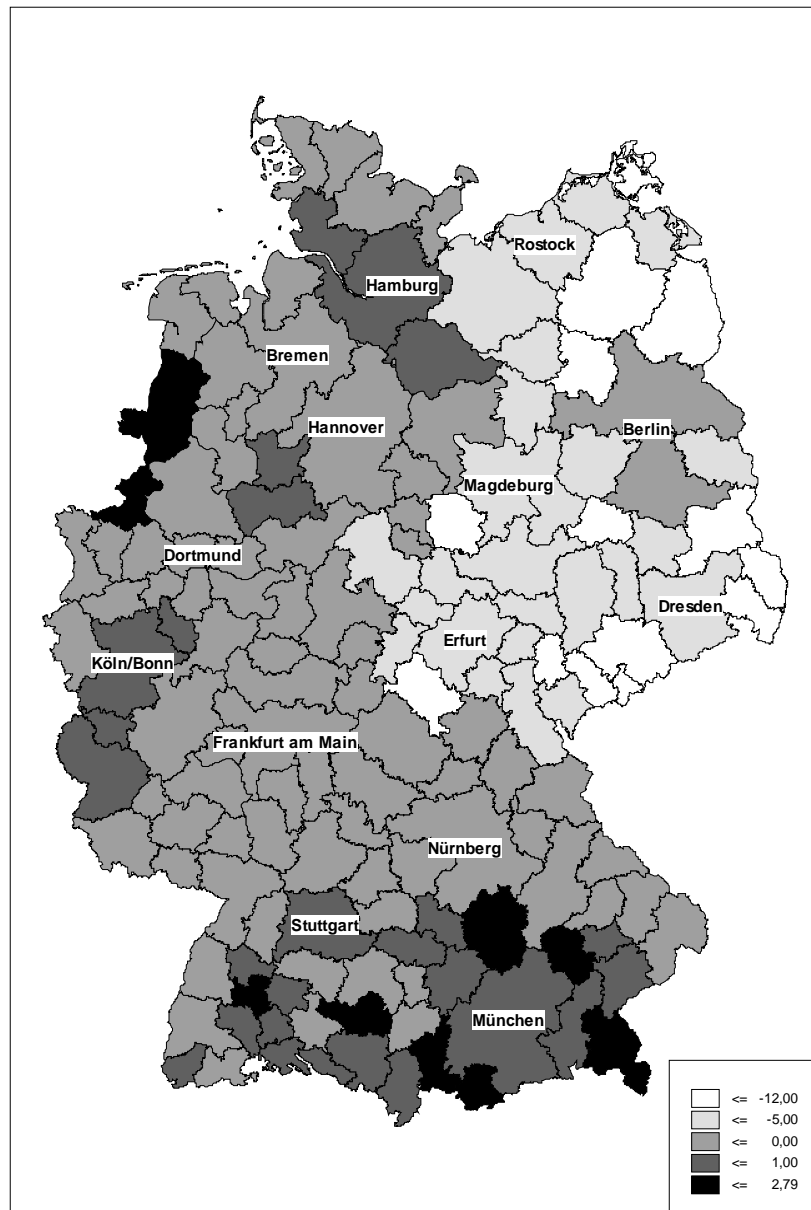 Rostock
Hamburg
Bremen
Hannover
Berlin
Magdeburg
Dortmund
Dresden
Erfurt
Köln/Bonn
Frankfurt am Main
Nürnberg
Stuttgart
München
<= -12,00
<= -5,00
<= 0,00
<= 1,00
<= 2,79